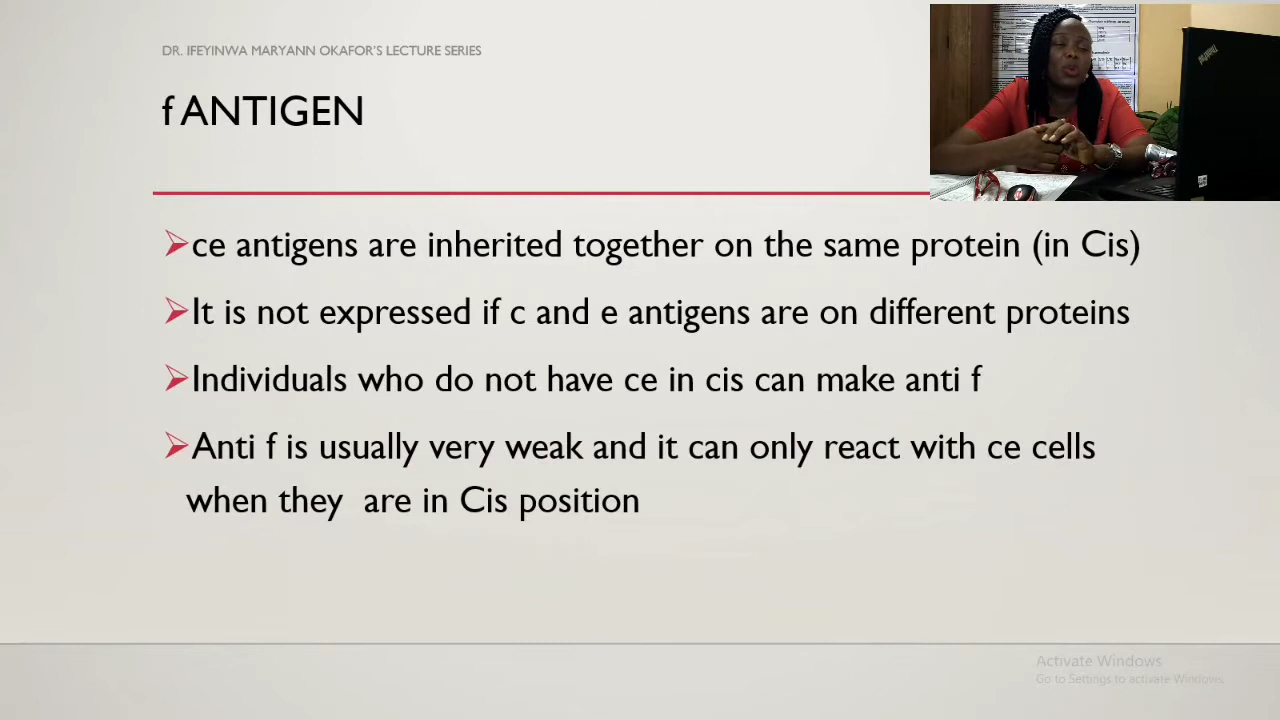 DR. IFEYINWA MARYANN OKAFOR'S LECTURE SERIES
f ANTIGEN
ce antigens are inherited together on the same protein (in Cis)
It is not expressed if c and e antigens are on different proteins
Individuals who do not have ce in cis can make anti f
Anti f is usually very weak and it can only react with ce cells
when they are in Cis position
Activate Windows
Go to Settings to activate Windows.